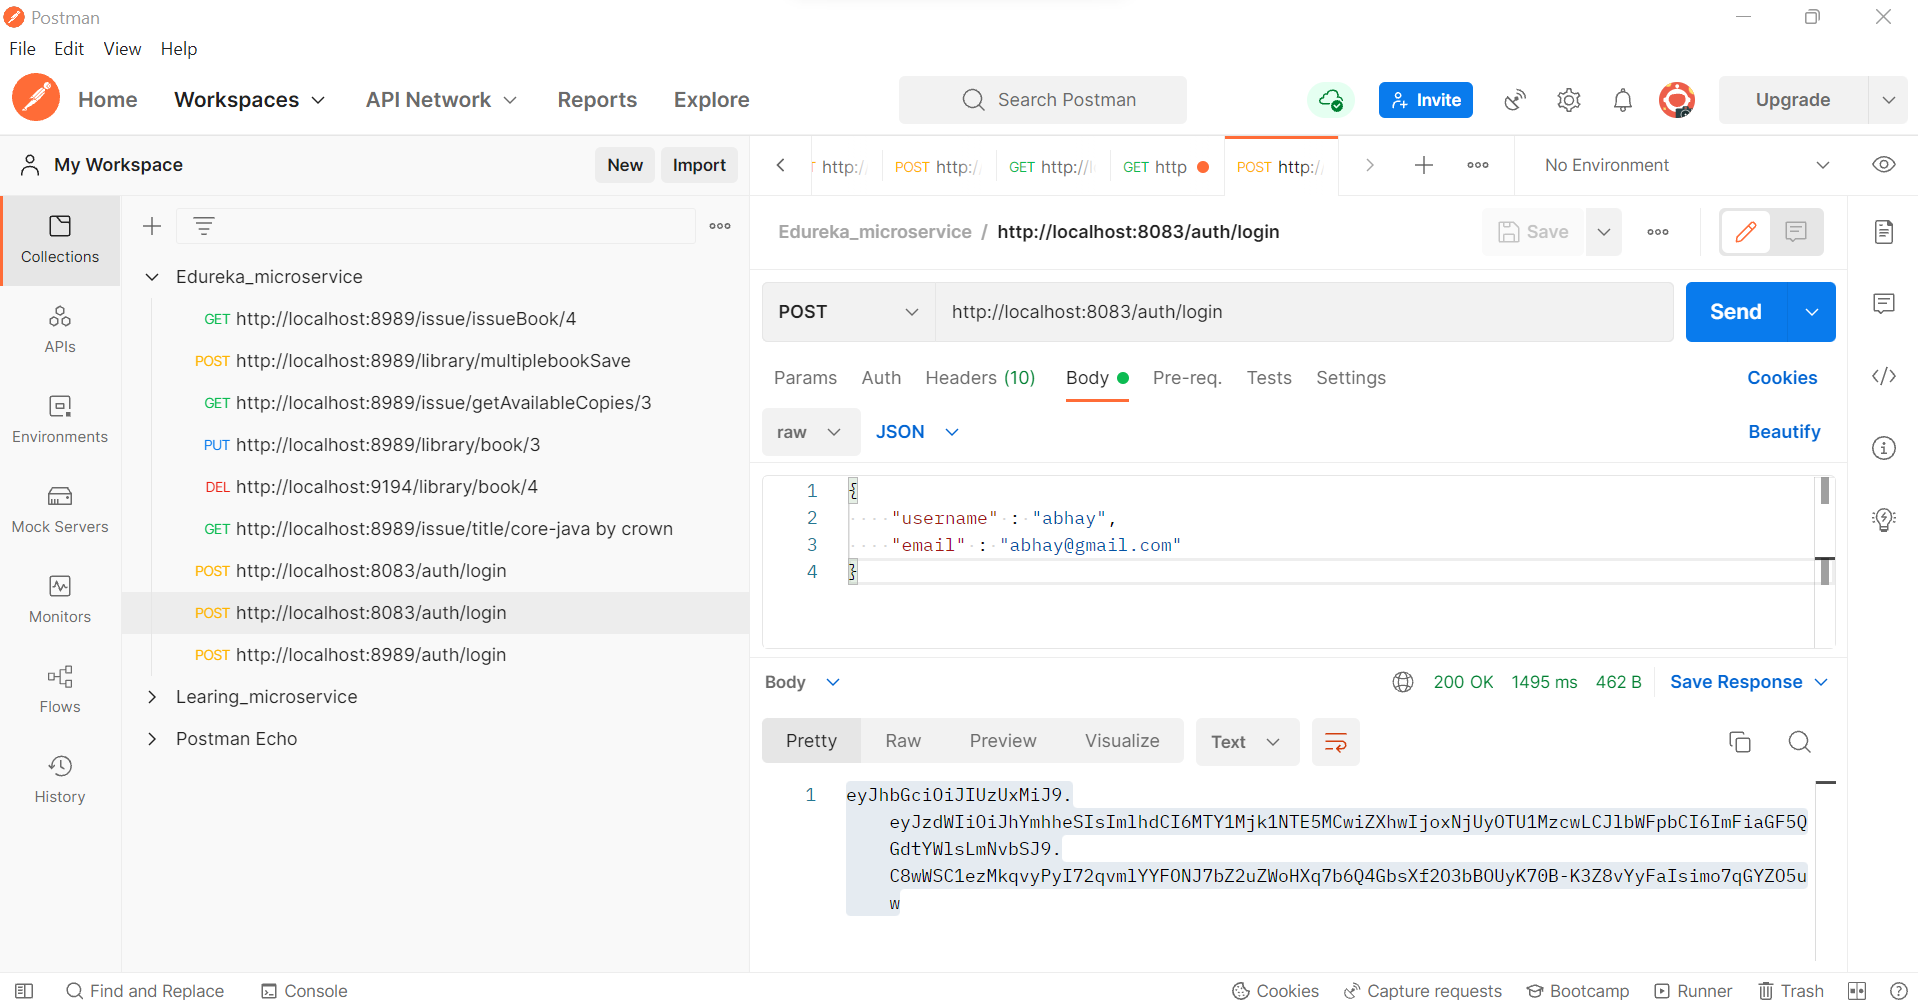 Postman
File Edit View Help
Home Workspaces API Network Reports Explore Search Postman Invite Upgrade
My Workspace New Import
http:/ POST http:/ GET http:// GET http POST http:/ No Environment
Collections
APIs
Environments
Mock Servers
Monitors
Flows
History
Edureka_microservice
GET http://localhost:8989/issue/issueBook/4
POST http://localhost:8989/library/multiplebookSave
GET http://localhost:8989/issue/getAvailableCopies/3
PUT http://localhost:8989/library/book/3
DEL http://localhost:9194/library/book/4
GET http://localhost:8989/issue/title/core-java by crown
POST http://localhost:8083/auth/login
POST http://localhost:8083/auth/login
POST http://localhost:8989/auth/login
Learing_microservice
Postman Echo
Edureka_microservice / http://localhost:8083/auth/login Save
POST http://localhost:8083/auth/login Send
Params Auth Headers (10) Body Pre-req. Tests Settings Cookies
raw JSON Beautify
1 {
2 "username" : "abhay",
3 "email" : "abhay@gmail.com"
4 }
Body 200 OK 1495 ms 462 B Save Response
Pretty Raw Preview Visualize Text
1 eyJhbGciOiJIUzUxMiJ9.
eyJzdWIiOiJhYmhheSIsImlhdCI6MTY1Mjk1NTE5MCwiZXhwIjoxNjUyOTU1MzcwLCJlbWFpbCI6ImFiaGF5Q
GdtYWlsLmNvbSJ9.
C8wWSC1ezMkqvyPyI72qvmlYYFONJ7bZ2uZWoHXq7b6Q4GbsXf2O3bBOUyK70B-K3Z8vYyFaIsimo7qGYZO5u
w
Find and Replace Console Cookies Capture requests Bootcamp Runner Trash